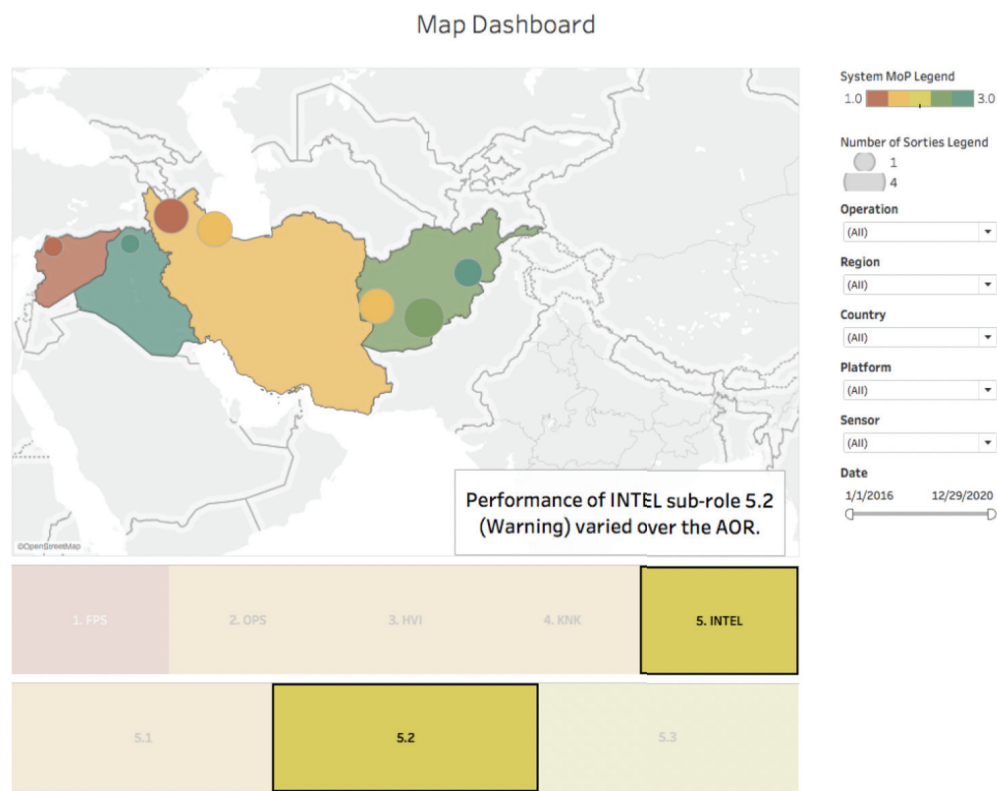 Map Dashboard
System MoP Legend
1.0 3.0
Number of Sorties Legend
1
4
Operation
(All)
Region
(All)
Country
(All)
Platform
(All)
Sensor
(All)
Date
1/1/2016 12/29/2020
Performance of INTEL sub-role 5.2
(Warning) varied over the AOR.
©OpenStreetMap
1. FPS 2. OPS 3. HVI 4. KNK 5. INTEL
5.1 5.2 5.3